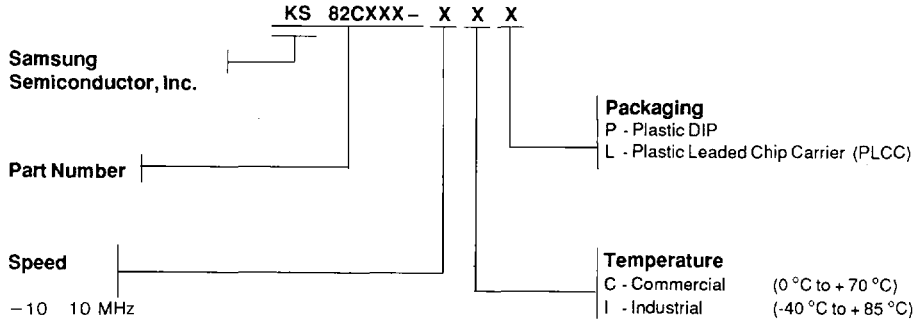 KS 82CXXX – X X X
Samsung
Semiconductor, Inc.
Packaging
P - Plastic DIP
L - Plastic Leaded Chip Carrier (PLCC)
Part Number
Speed
–10 10 MHz
Temperature
C - Commercial (0 °C to + 70 °C)
I - Industrial (-40 °C to + 85 °C)